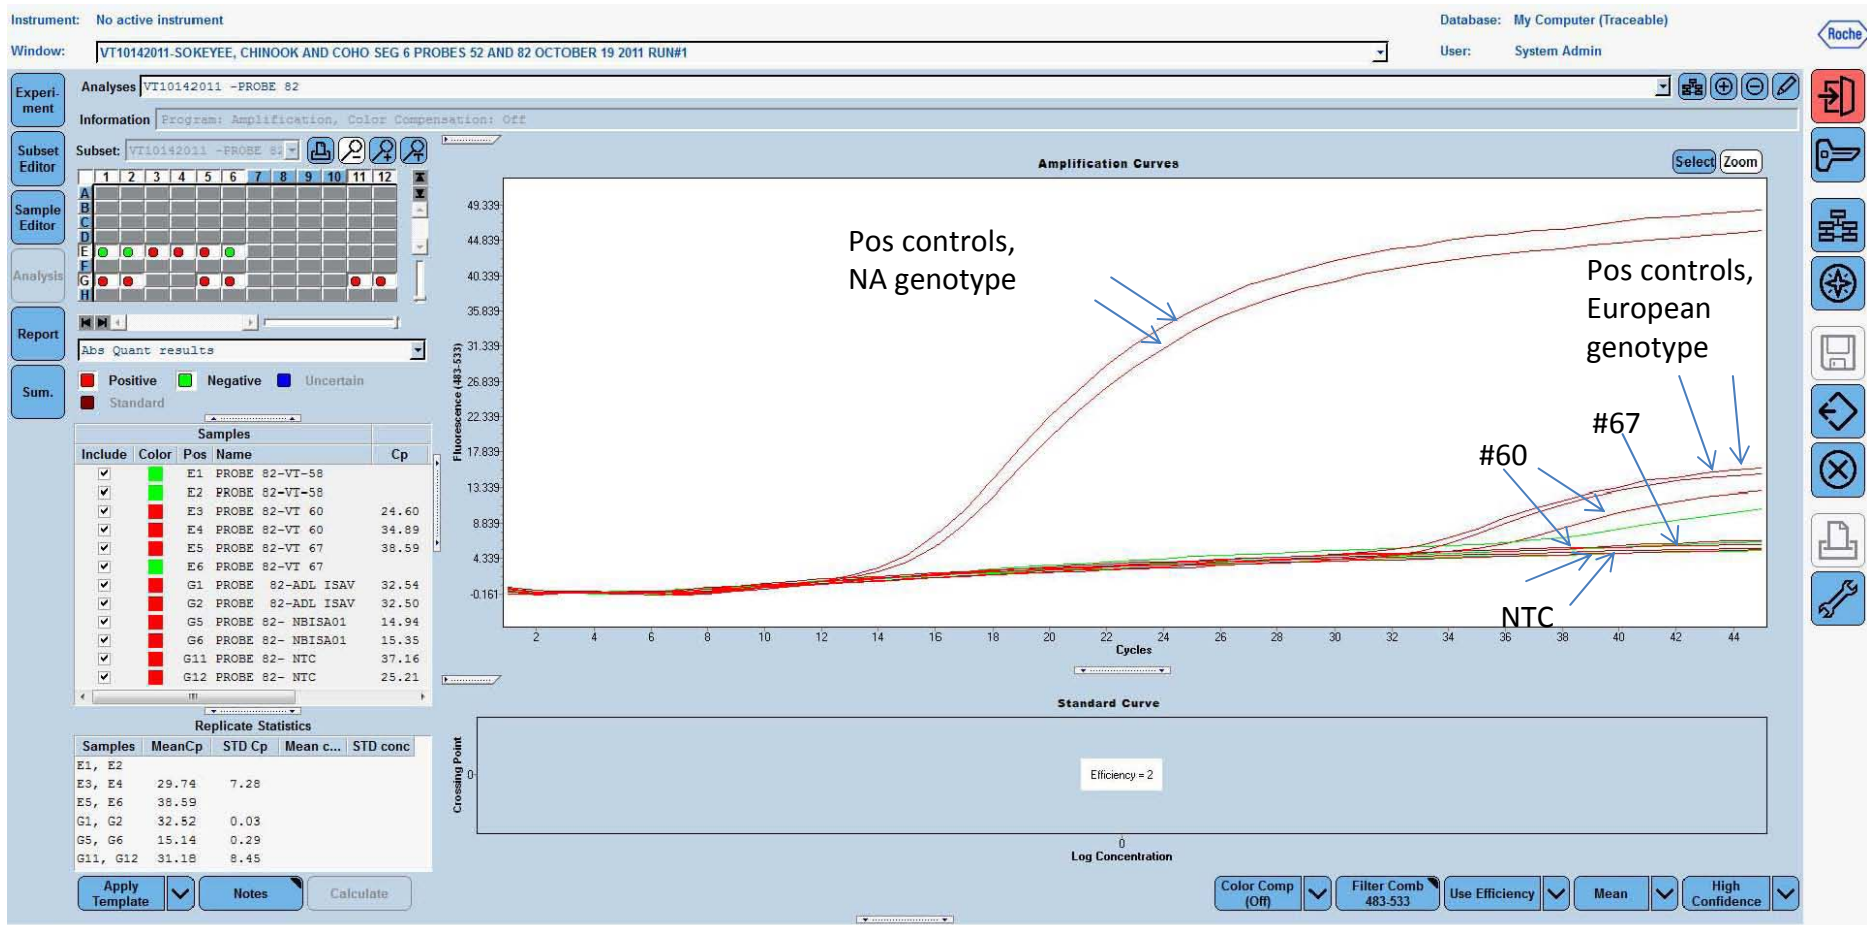 Instrument: No active instrument
Database: My Computer (Traceable)
Roche
Window: VT10142011-SOKEYEE, CHINOOK AND COHO SEG 6 PROBES 52 AND 82 OCTOBER 19 2011 RUN#1
User: System Admin
Experi-
ment
Subset
Editor
Sample
Editor
Analysis
Report
Sum.
Analyses VT10142011 -PROBE 82
Information Program: Amplification, Color Compensation: Off
Subset: VT10142011 -PROBE 82
1 2 3 4 5 6 7 8 9 10 11 12
A
B
C
D
E
F
G
H
Abs Quant results
Positive Negative Uncertain
Standard
Samples
Include Color Pos Name Cp
E1 PROBE 82-VT-58
E2 PROBE 82-VT-58
E3 PROBE 82-VT 60 24.60
E4 PROBE 82-VT 60 34.89
E5 PROBE 82-VT 67 38.59
E6 PROBE 82-VT 67
G1 PROBE 82-ADL ISAV 32.54
G2 PROBE 82-ADL ISAV 32.50
G5 PROBE 82- NBISA01 14.94
G6 PROBE 82- NBISA01 15.35
G11 PROBE 82- NTC 37.16
G12 PROBE 82- NTC 25.21
Replicate Statistics
Samples MeanCp STD Cp Mean c... STD conc
E1, E2
E3, E4 29.74 7.28
E5, E6 38.59
G1, G2 32.52 0.03
G5, G6 15.14 0.29
G11, G12 31.18 8.45
Apply
Template
Notes
Calculate
Amplification Curves
Select Zoom
Fluorescence (483-533)
49.339
44.839
40.339
35.839
31.339
26.839
22.339
17.839
13.339
8.839
4.339
-0.161
Pos controls,
NA genotype
Pos controls,
European
genotype
#67
#60
NTC
2 4 6 8 10 12 14 16 18 20 22 24 26 28 30 32 34 36 38 40 42 44
Cycles
Standard Curve
Crossing Point
0
Efficiency = 2
0
Log Concentration
Color Comp
(Off)
Filter Comb
483-533
Use Efficiency
Mean
High
Confidence